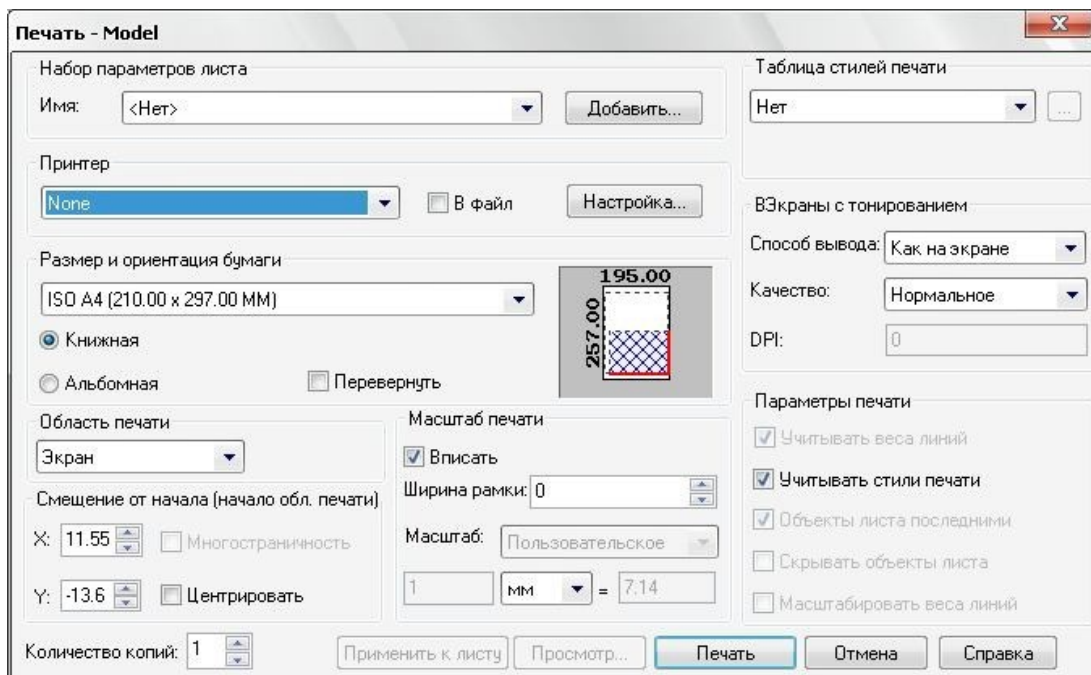 Печать - Model
Набор параметров листа
Имя: <Нет> Добавить...
Принтер
None В файл Настройка...
Размер и ориентация бумаги
ISO A4 (210.00 x 297.00 MM)
195.00
257.00
Книжная
Альбомная Перевернуть
Область печати
Экран
Смещение от начала (начало обл. печати)
X: 11.55 Многостраничность
Y: -13.6 Центрировать
Масштаб печати
Вписать
Ширина рамки: 0
Масштаб: Пользовательское
1 мм = 7.14
Таблица стилей печати
Нет ...
ВЭкраны с тонированием
Способ вывода: Как на экране
Качество: Нормальное
DPI: 0
Параметры печати
Учитывать веса линий
Учитывать стили печати
Объекты листа последними
Скрывать объекты листа
Масштабировать веса линий
Количество копий: 1 Применить к листу Просмотр... Печать Отмена Справка